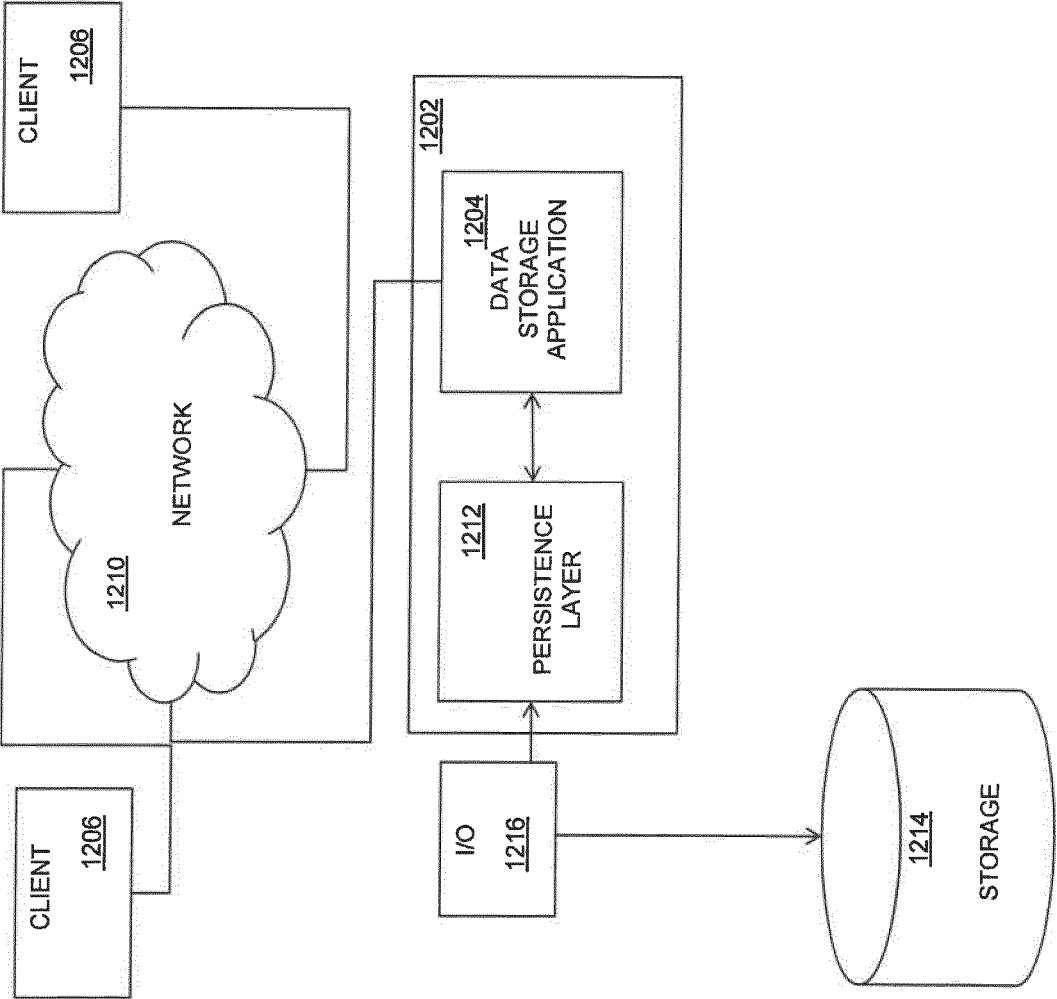 CLIENT
1206
CLIENT
1206
NETWORK
1210
1202
1204
DATA
STORAGE
APPLICATION
1212
PERSISTENCE
LAYER
I/O
1216
1214
STORAGE